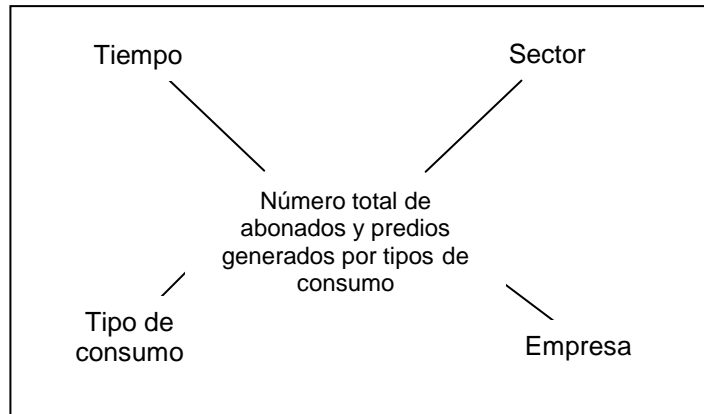 Tiempo
Sector
Número total de
abonados y predios
generados por tipos de
consumo
Tipo de
consumo
Empresa